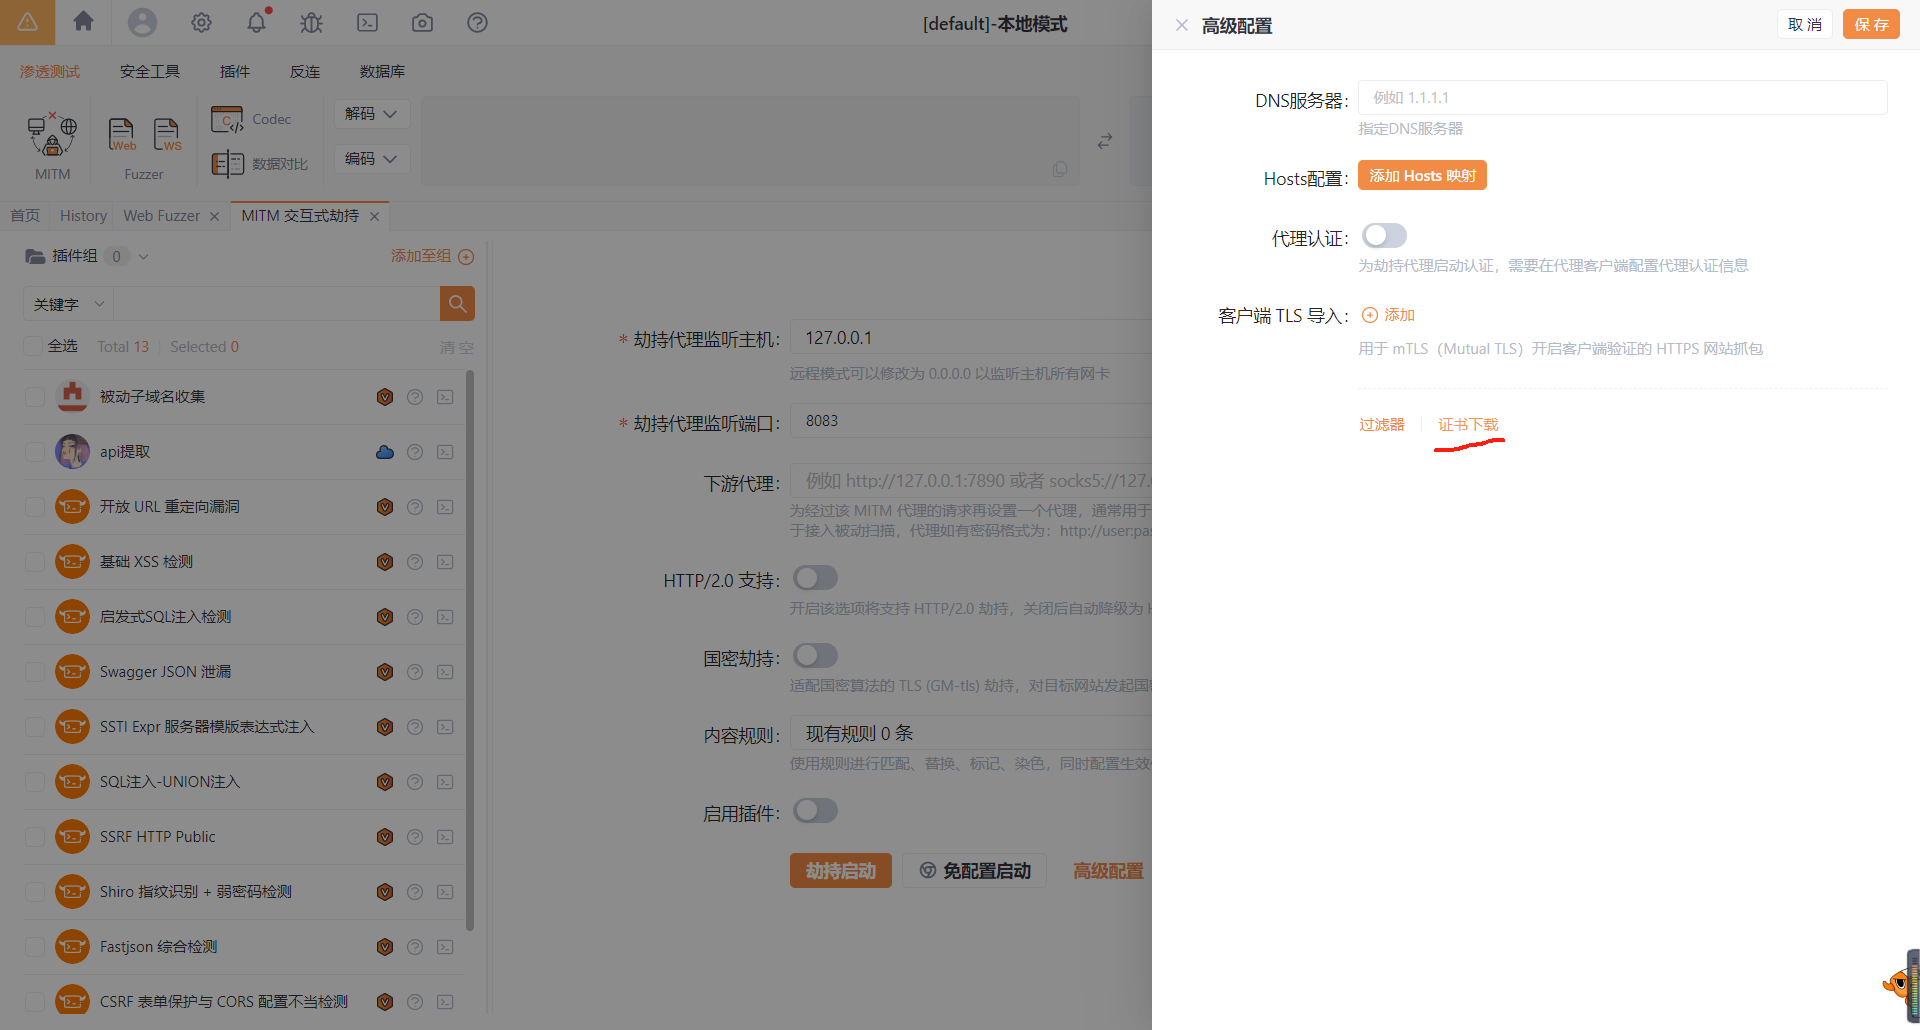 [default]-本地模式
渗透测试 安全工具 插件 反连 数据库
MITM
Web
WS
Fuzzer
Codec
数据对比
解码
编码
首页 History Web Fuzzer MITM 交互式劫持
插件组 0 添加至组
关键字
全选 Total 13 Selected 0 清 空
被动子域名收集
api提取
开放 URL 重定向漏洞
基础 XSS 检测
启发式SQL注入检测
Swagger JSON 泄漏
SSTI Expr 服务器模版表达式注入
SQL注入-UNION注入
SSRF HTTP Public
Shiro 指纹识别 + 弱密码检测
Fastjson 综合检测
CSRF 表单保护与 CORS 配置不当检测
* 劫持代理监听主机: 127.0.0.1
远程模式可以修改为 0.0.0.0 以监听主机所有网卡
* 劫持代理监听端口: 8083
下游代理: 例如 http://127.0.0.1:7890 或者 socks5://127.
为经过该 MITM 代理的请求再设置一个代理，通常用于
于接入被动扫描，代理如有密码格式为：http://user:pas
HTTP/2.0 支持:
开启该选项将支持 HTTP/2.0 劫持，关闭后自动降级为 H
国密劫持:
适配国密算法的 TLS (GM-tls) 劫持，对目标网站发起国
内容规则: 现有规则 0 条
使用规则进行匹配、替换、标记、染色，同时配置生效
启用插件:
劫持启动 免配置启动 高级配置
高级配置 取 消 保 存
DNS服务器: 例如 1.1.1.1
指定DNS服务器
Hosts配置: 添加 Hosts 映射
代理认证:
为劫持代理启动认证，需要在代理客户端配置代理认证信息
客户端 TLS 导入: 添加
用于 mTLS（Mutual TLS）开启客户端验证的 HTTPS 网站抓包
过滤器 证书下载